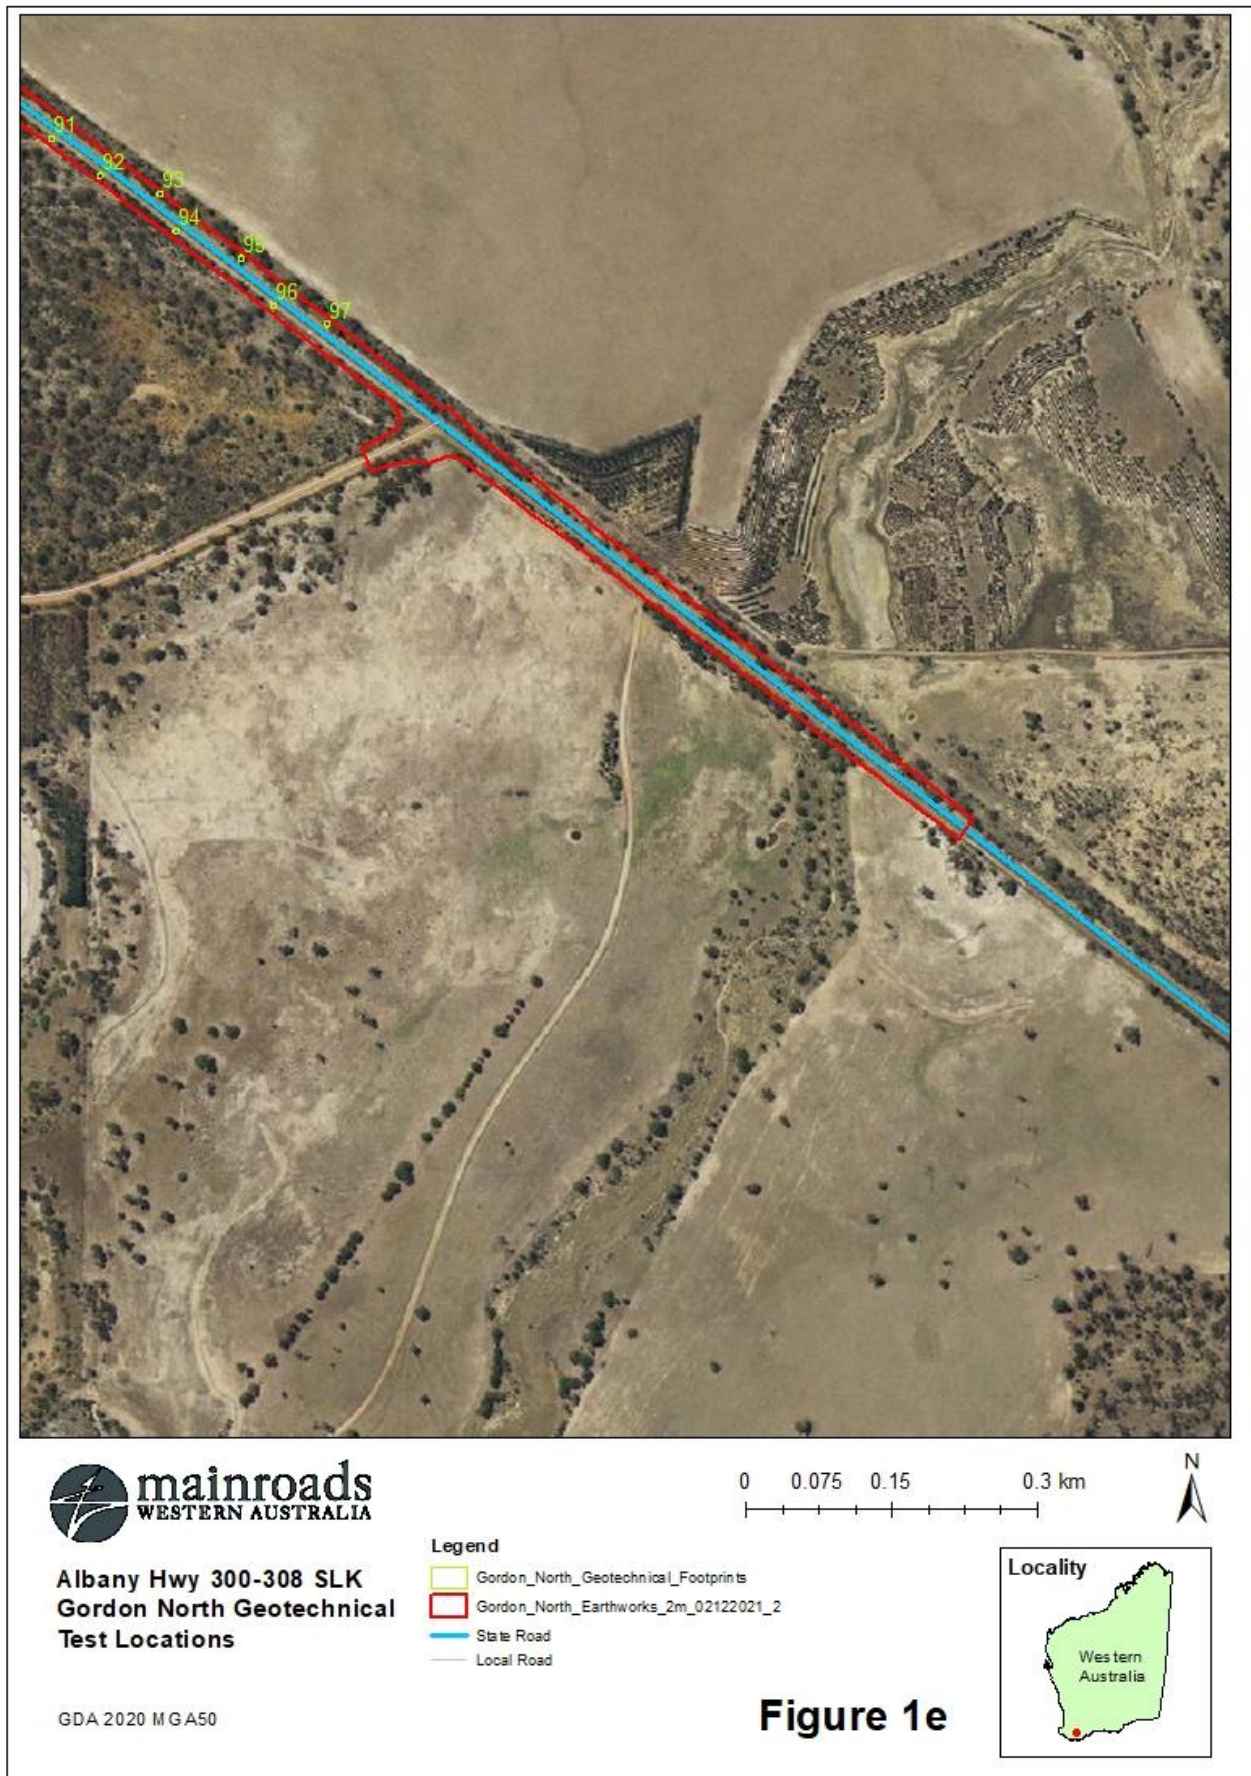 91
92
93
94
95
96
97
mainroads
WESTERN AUSTRALIA
Albany Hwy 300-308 SLK
Gordon North Geotechnical
Test Locations
GDA 2020 MGA50
Legend
Gordon_North_Geotechnical_Footprints
Gordon_North_Earthworks_2m_02122021_2
State Road
Local Road
0 0.075 0.15 0.3 km
N
Locality
Western
Australia
Figure 1e